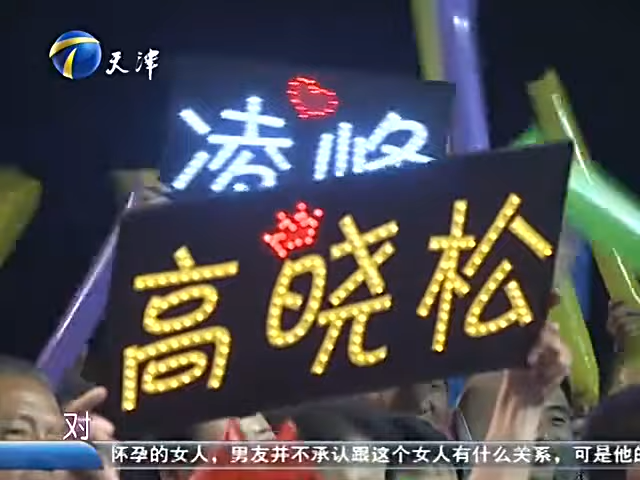 天津
凌
高晓松
对
怀孕的女人，男友并不承认跟这个女人有什么关系，可是他的